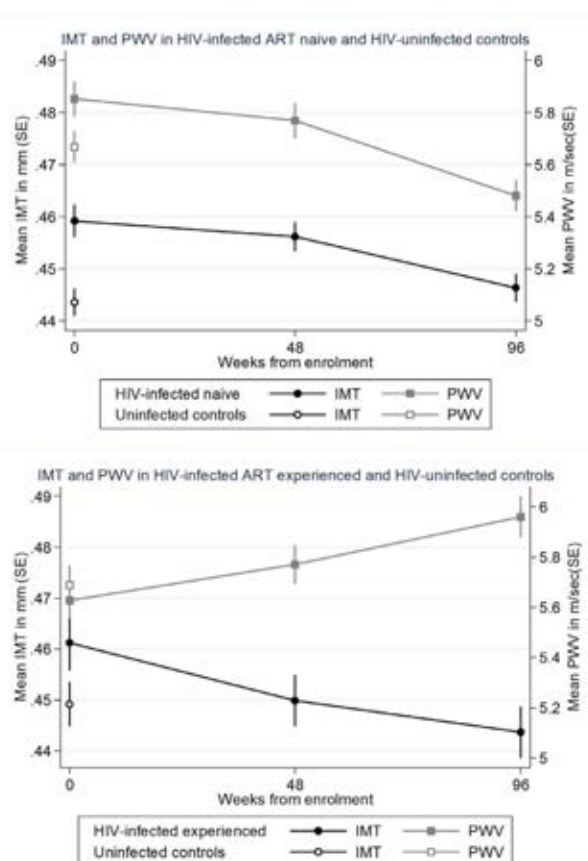 IMT and PWV in HIV-infected ART naive and HIV-uninfected controls
.49
.48
.47
.46
.45
.44
Mean IMT in mm (SE)
6
5.8
5.6
5.4
5.2
5
Mean PWV in m/sec(SE)
0 48 96
Weeks from enrolment
HIV-infected naive IMT PWV
Uninfected controls IMT PWV
IMT and PWV in HIV-infected ART experienced and HIV-uninfected controls
.49
.48
.47
.46
.45
.44
Mean IMT in mm (SE)
6
5.8
5.6
5.4
5.2
5
Mean PWV in m/sec(SE)
0 48 96
Weeks from enrolment
HIV-infected experienced IMT PWV
Uninfected controls IMT PWV